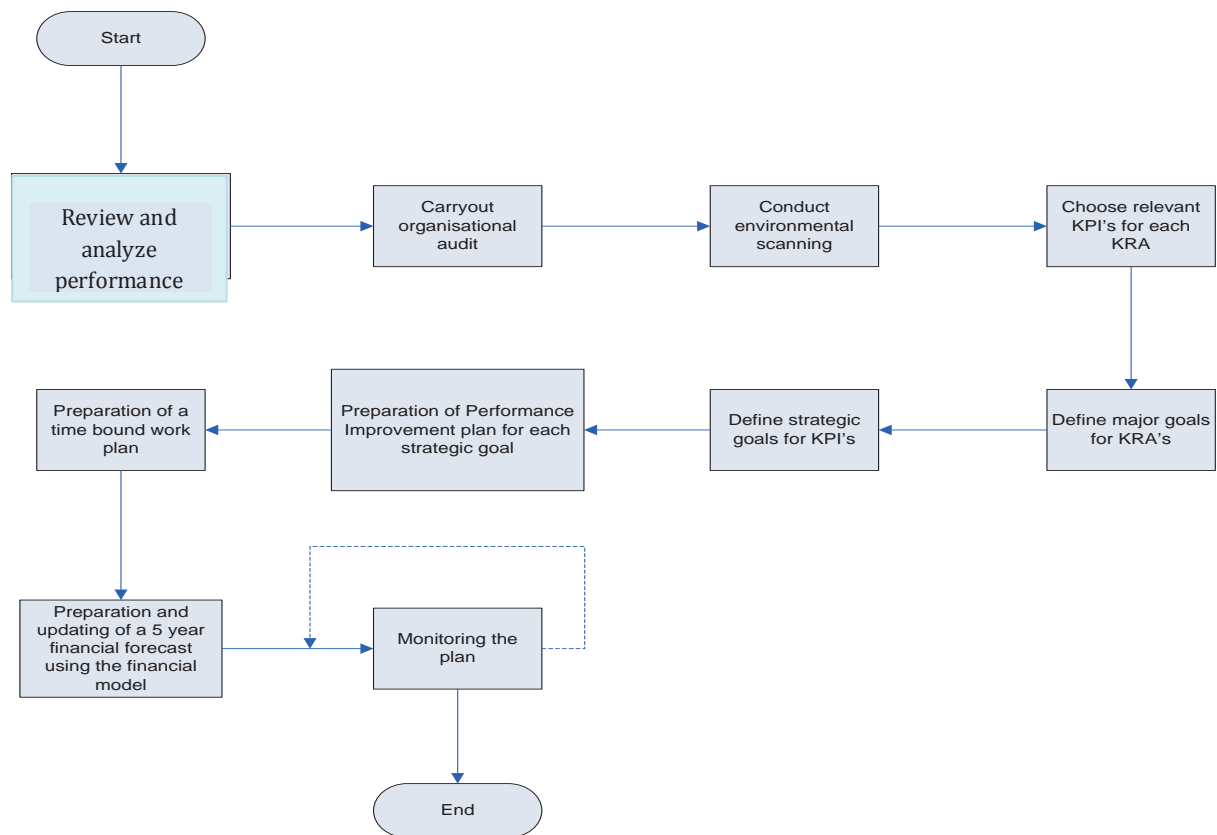 Start
Review and
analyze
performance
Carryout
organisational
audit
Conduct
environmental
scanning
Choose relevant
KPI's for each
KRA
Define major goals
for KRA's
Define strategic
goals for KPI's
Preparation of Performance
Improvement plan for each
strategic goal
Preparation of a
time bound work
plan
Preparation and
updating of a 5 year
financial forecast
using the financial
model
Monitoring the
plan
End